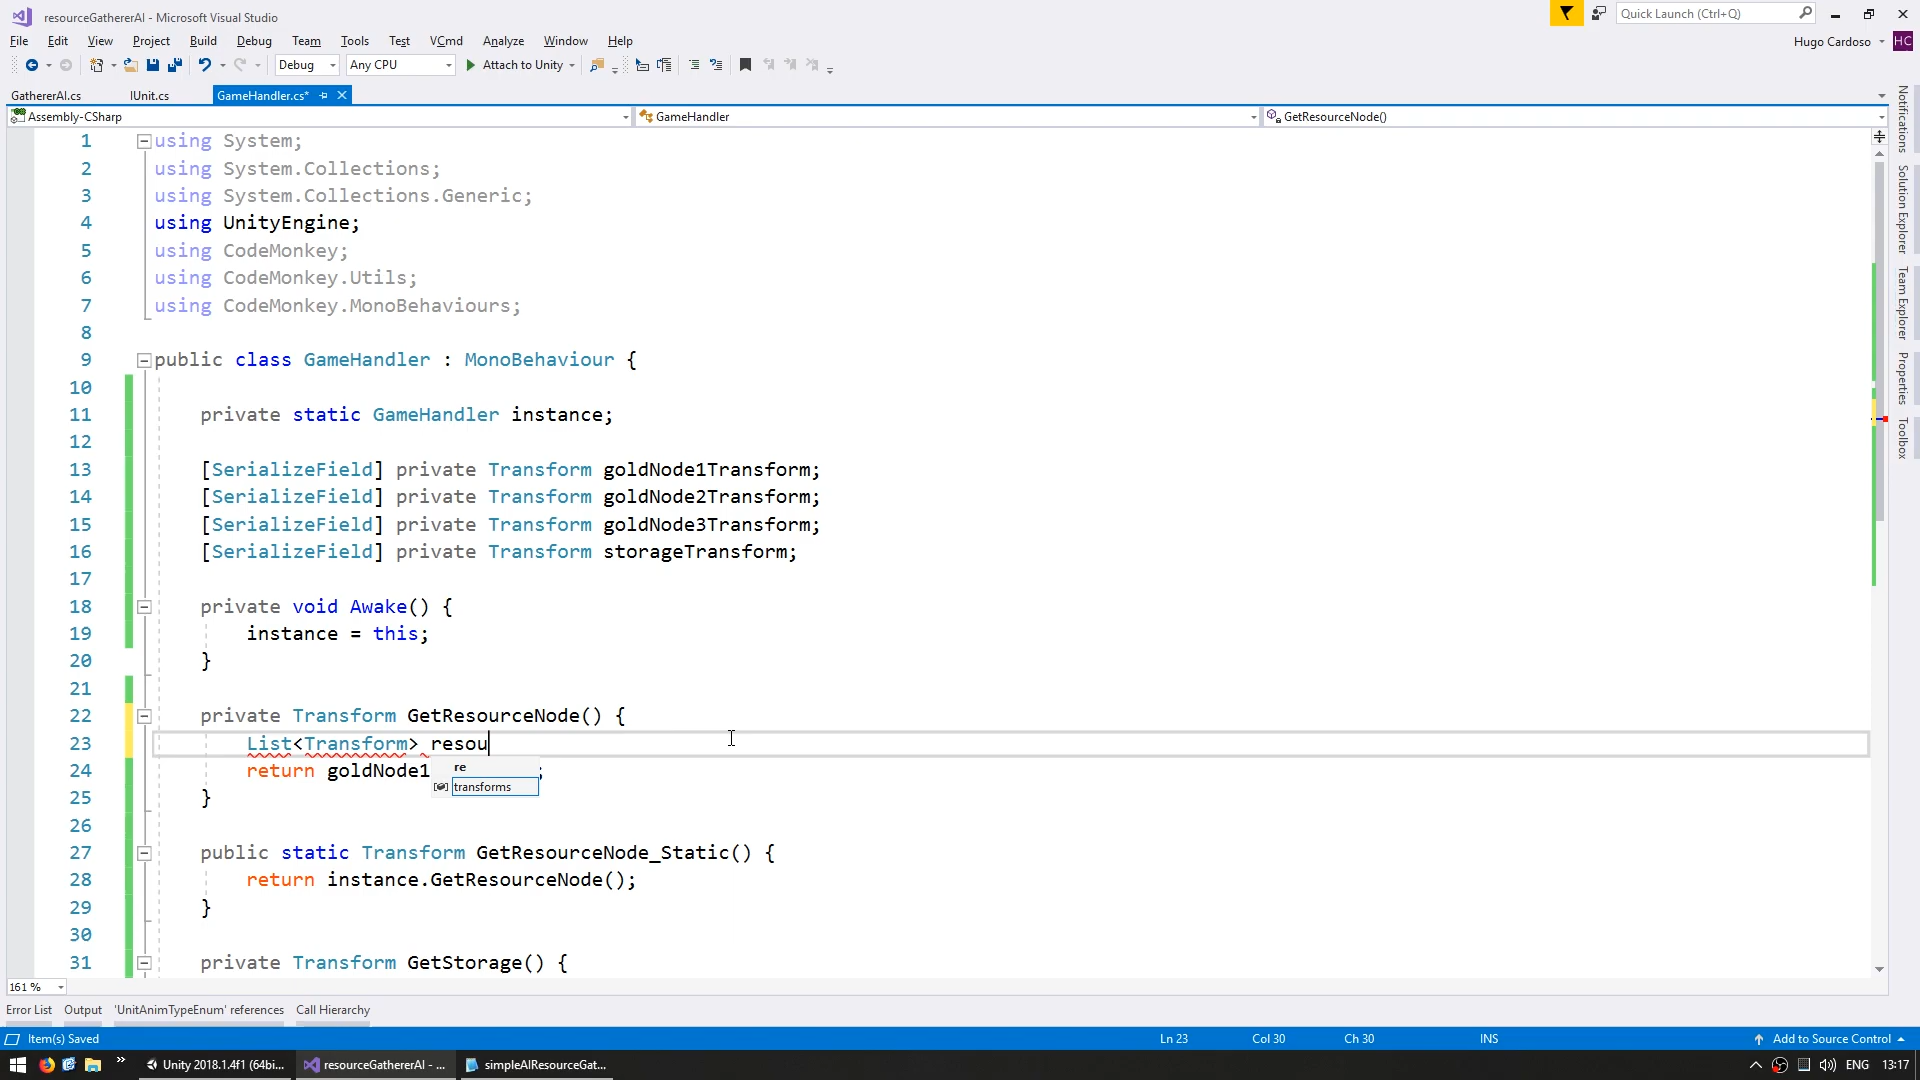 resourceGathererAI - Microsoft Visual Studio
Quick Launch (Ctrl+Q)
File Edit View Project Build Debug Team Tools Test VCmd Analyze Window Help
Hugo Cardoso HC
Debug Any CPU Attach to Unity
GathererAI.cs IUnit.cs GameHandler.cs*
Assembly-CSharp GameHandler GetResourceNode()
1 using System;
2 using System.Collections;
3 using System.Collections.Generic;
4 using UnityEngine;
5 using CodeMonkey;
6 using CodeMonkey.Utils;
7 using CodeMonkey.MonoBehaviours;
8
9 public class GameHandler : MonoBehaviour {
10
11 private static GameHandler instance;
12
13 [SerializeField] private Transform goldNode1Transform;
14 [SerializeField] private Transform goldNode2Transform;
15 [SerializeField] private Transform goldNode3Transform;
16 [SerializeField] private Transform storageTransform;
17
18 private void Awake() {
19 instance = this;
20 }
21
22 private Transform GetResourceNode() {
23 List<Transform> resou
24 return goldNode1 ;
re
transforms
25 }
26
27 public static Transform GetResourceNode_Static() {
28 return instance.GetResourceNode();
29 }
30
31 private Transform GetStorage() {
Notifications
Solution Explorer
Team Explorer
Properties
Toolbox
161 %
Error List Output 'UnitAnimTypeEnum' references Call Hierarchy
Item(s) Saved Ln 23 Col 30 Ch 30 INS Add to Source Control
Unity 2018.1.4f1 (64bi... resourceGathererAI - ... simpleAIResourceGat... ENG 13:17